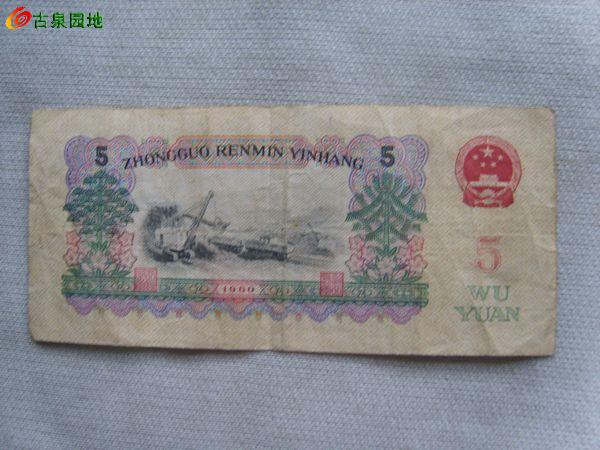 古泉园地
5 ZHONGGUO RENMIN YINHANG 5
5
1960
WU
YUAN